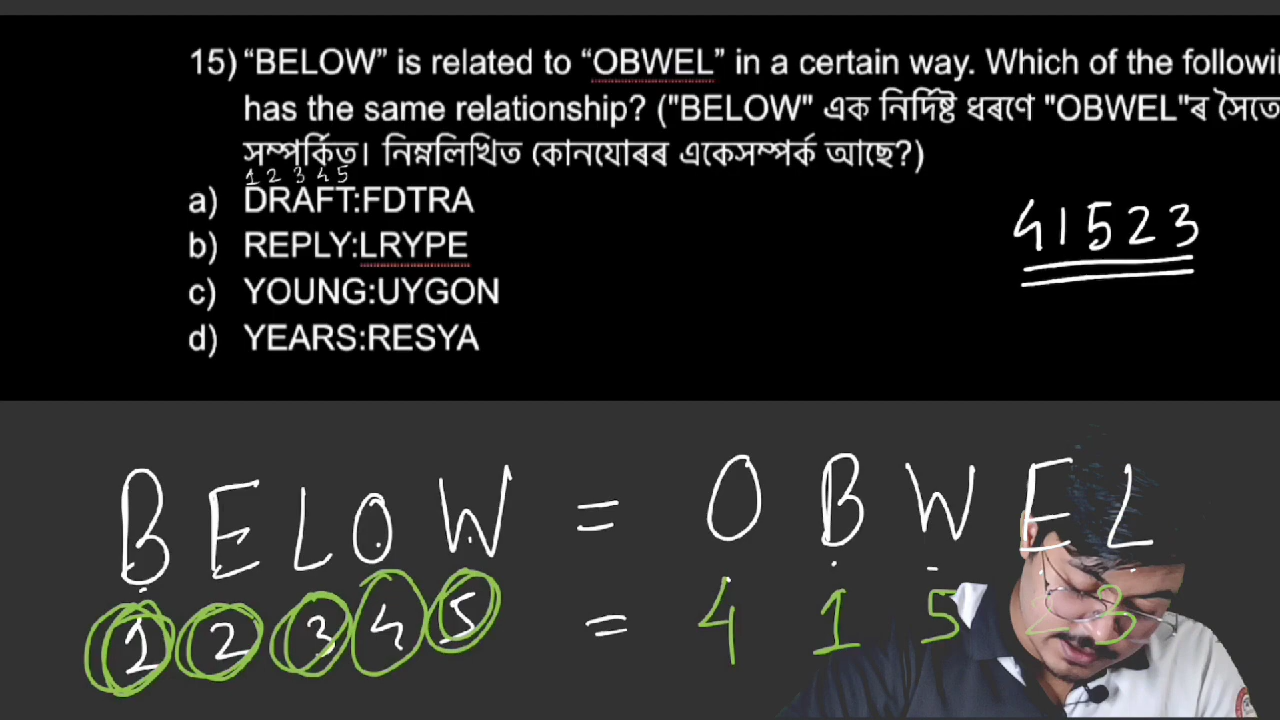 15) “BELOW” is related to “OBWEL” in a certain way. Which of the followi
has the same relationship? ("BELOW" এক নিৰ্দিষ্ট ধৰণে "OBWEL"ৰ সৈতে
সম্পৰ্কিত। নিম্নলিখিত কোনযোৰৰ একেসম্পৰ্ক আছে?)
1 2 3 4 5
a) DRAFT:FDTRA
41523
b) REPLY:LRYPE
c) YOUNG:UYGON
d) YEARS:RESYA
B E L O W = O B W E L
1 2 3 4 5 = 4 1 5 2 3